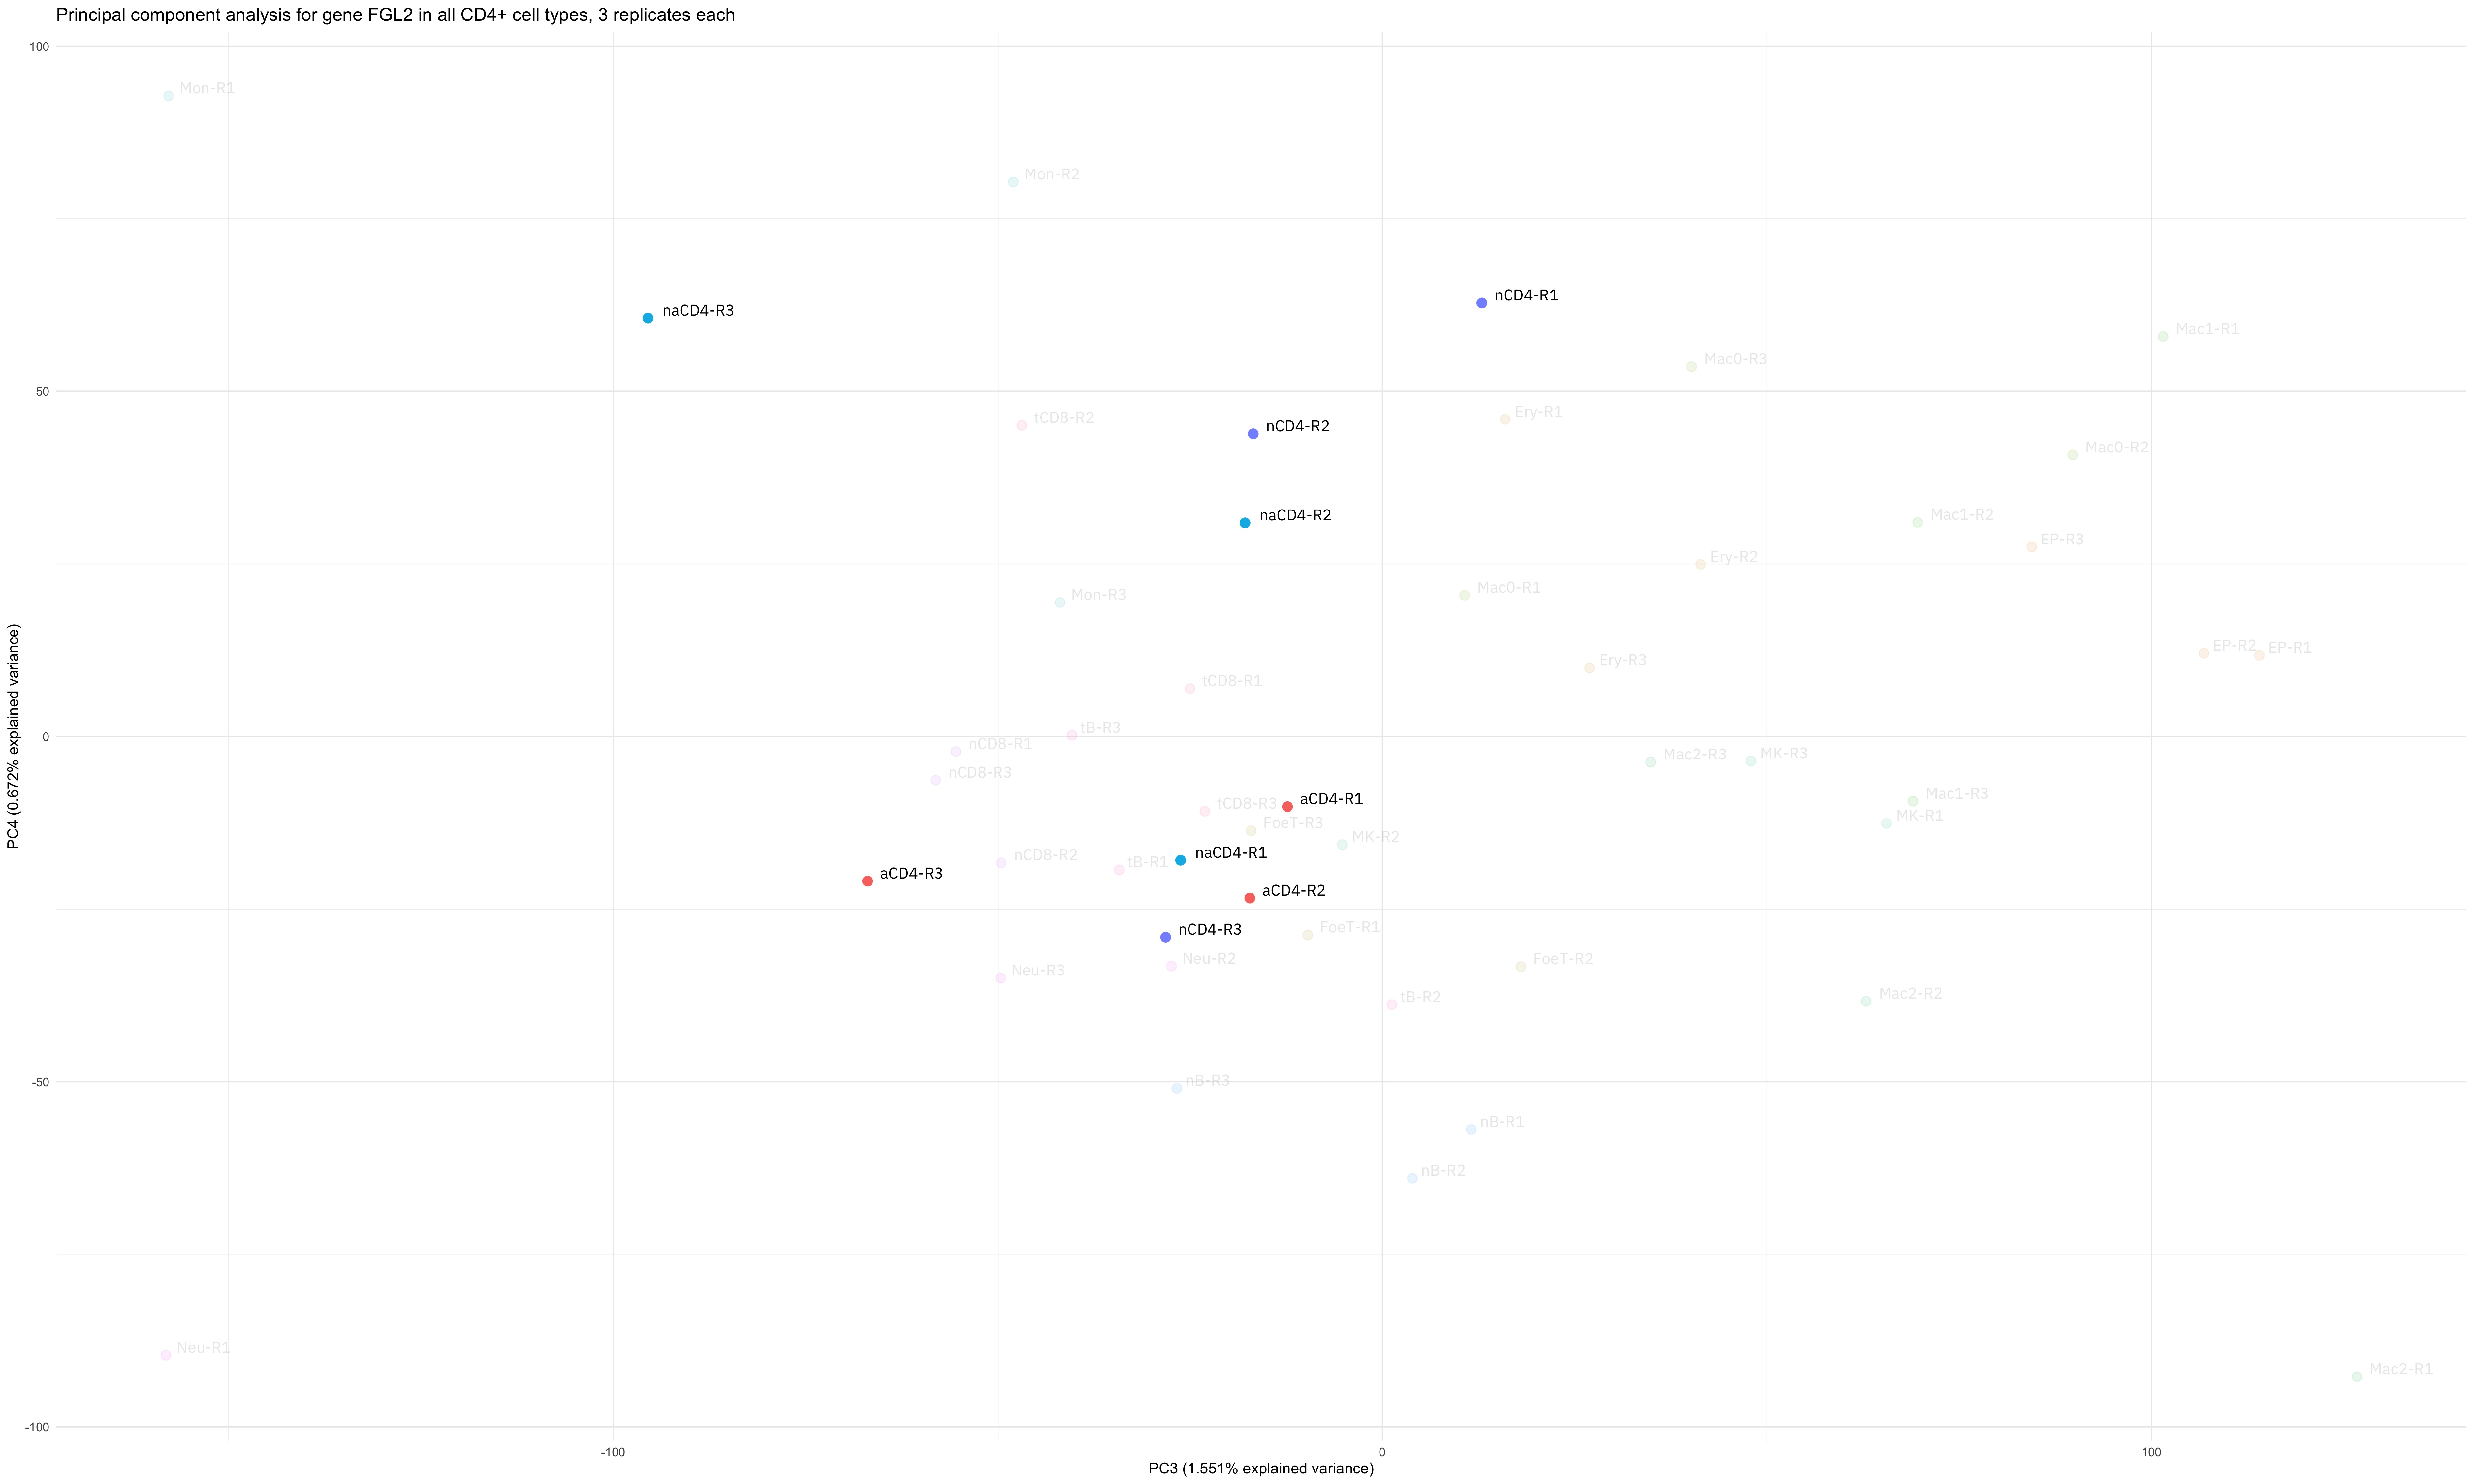 Principal component analysis for gene FGL2 in all CD4+ cell types, 3 replicates each
100
Mon-R1
Mon-R2
nCD4-R1
naCD4-R3
Mac1-R1
Mac0-R3
50
Ery-R1
tCD8-R2
nCD4-R2
Mac0-R2
naCD4-R2
Mac1-R2
EP-R3
Ery-R2
Mac0-R1
Mon-R3
EP-R2
EP-R1
Ery-R3
tCD8-R1
tB-R3
0
nCD8-R1
Mac2-R3
MK-R3
nCD8-R3
Mac1-R3
aCD4-R1
tCD8-R3
MK-R1
FoeT-R3
MK-R2
naCD4-R1
nCD8-R2
tB-R1
aCD4-R3
aCD4-R2
FoeT-R1
nCD4-R3
Neu-R2
FoeT-R2
Neu-R3
Mac2-R2
tB-R2
nB-R3
-50
nB-R1
nB-R2
Neu-R1
Mac2-R1
-100
PC4 (0.672% explained variance)
-100
0
100
PC3 (1.551% explained variance)